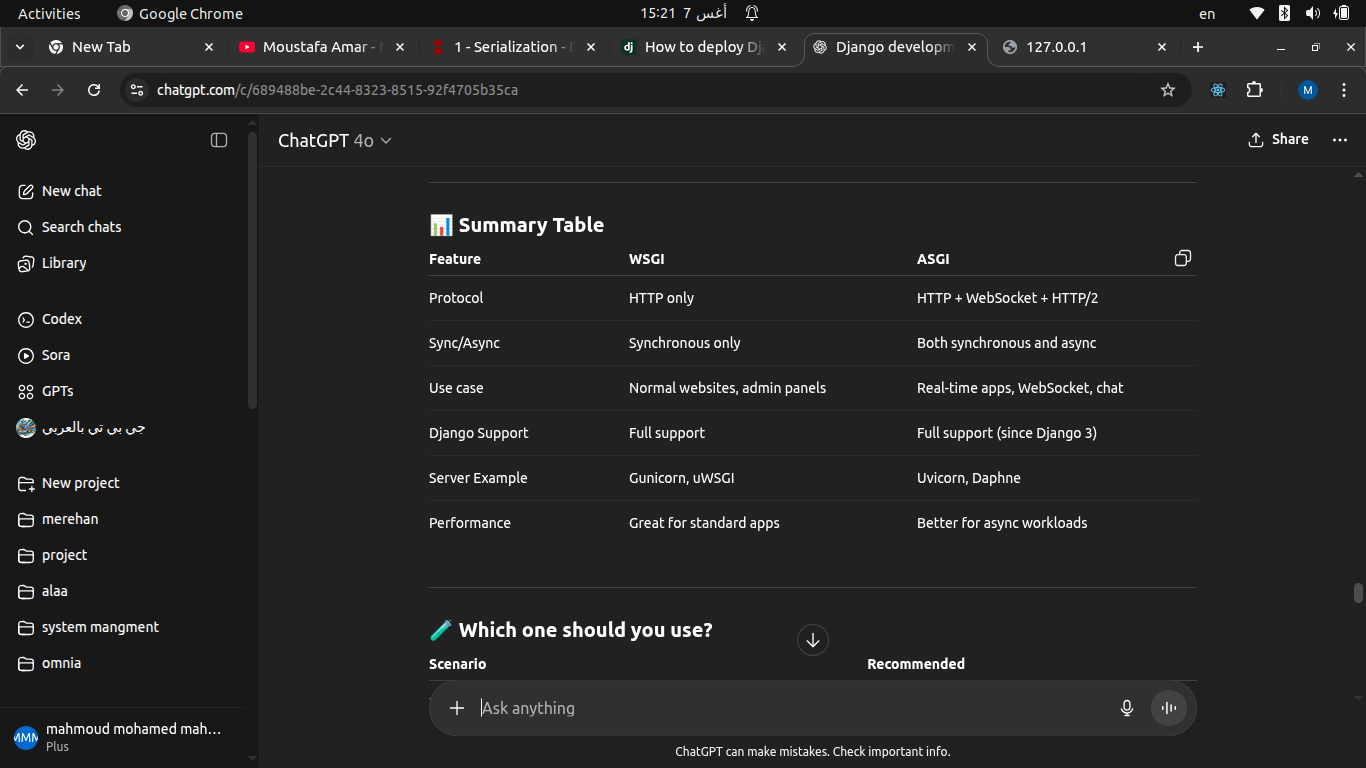 Activities Google Chrome 15:21 7 أغس en
New Tab Moustafa Amar - 1 - Serialization - How to deploy Dj Django developm 127.0.0.1
chatgpt.com/c/689488be-2c44-8323-8515-92f4705b35ca M
ChatGPT 4o Share
New chat
Search chats
Library
Codex
Sora
GPTs
جي بي تي بالعربي
New project
merehan
project
alaa
system mangment
omnia
MMM mahmoud mohamed mah...
Plus
📊 Summary Table
Feature WSGI ASGI
Protocol HTTP only HTTP + WebSocket + HTTP/2
Sync/Async Synchronous only Both synchronous and async
Use case Normal websites, admin panels Real-time apps, WebSocket, chat
Django Support Full support Full support (since Django 3)
Server Example Gunicorn, uWSGI Uvicorn, Daphne
Performance Great for standard apps Better for async workloads
🧪 Which one should you use?
Scenario Recommended
Ask anything
ChatGPT can make mistakes. Check important info.